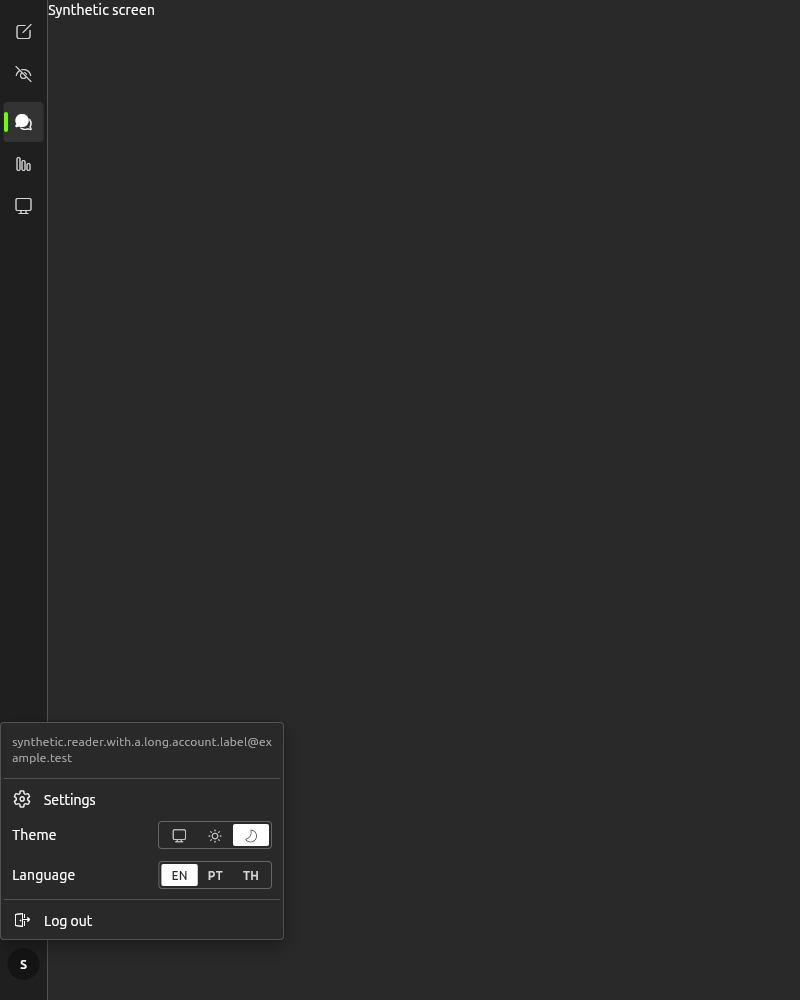 Synthetic screen
synthetic.reader.with.a.long.account.label@ex
ample.test
Settings
Theme
Language
EN PT TH
Log out
S